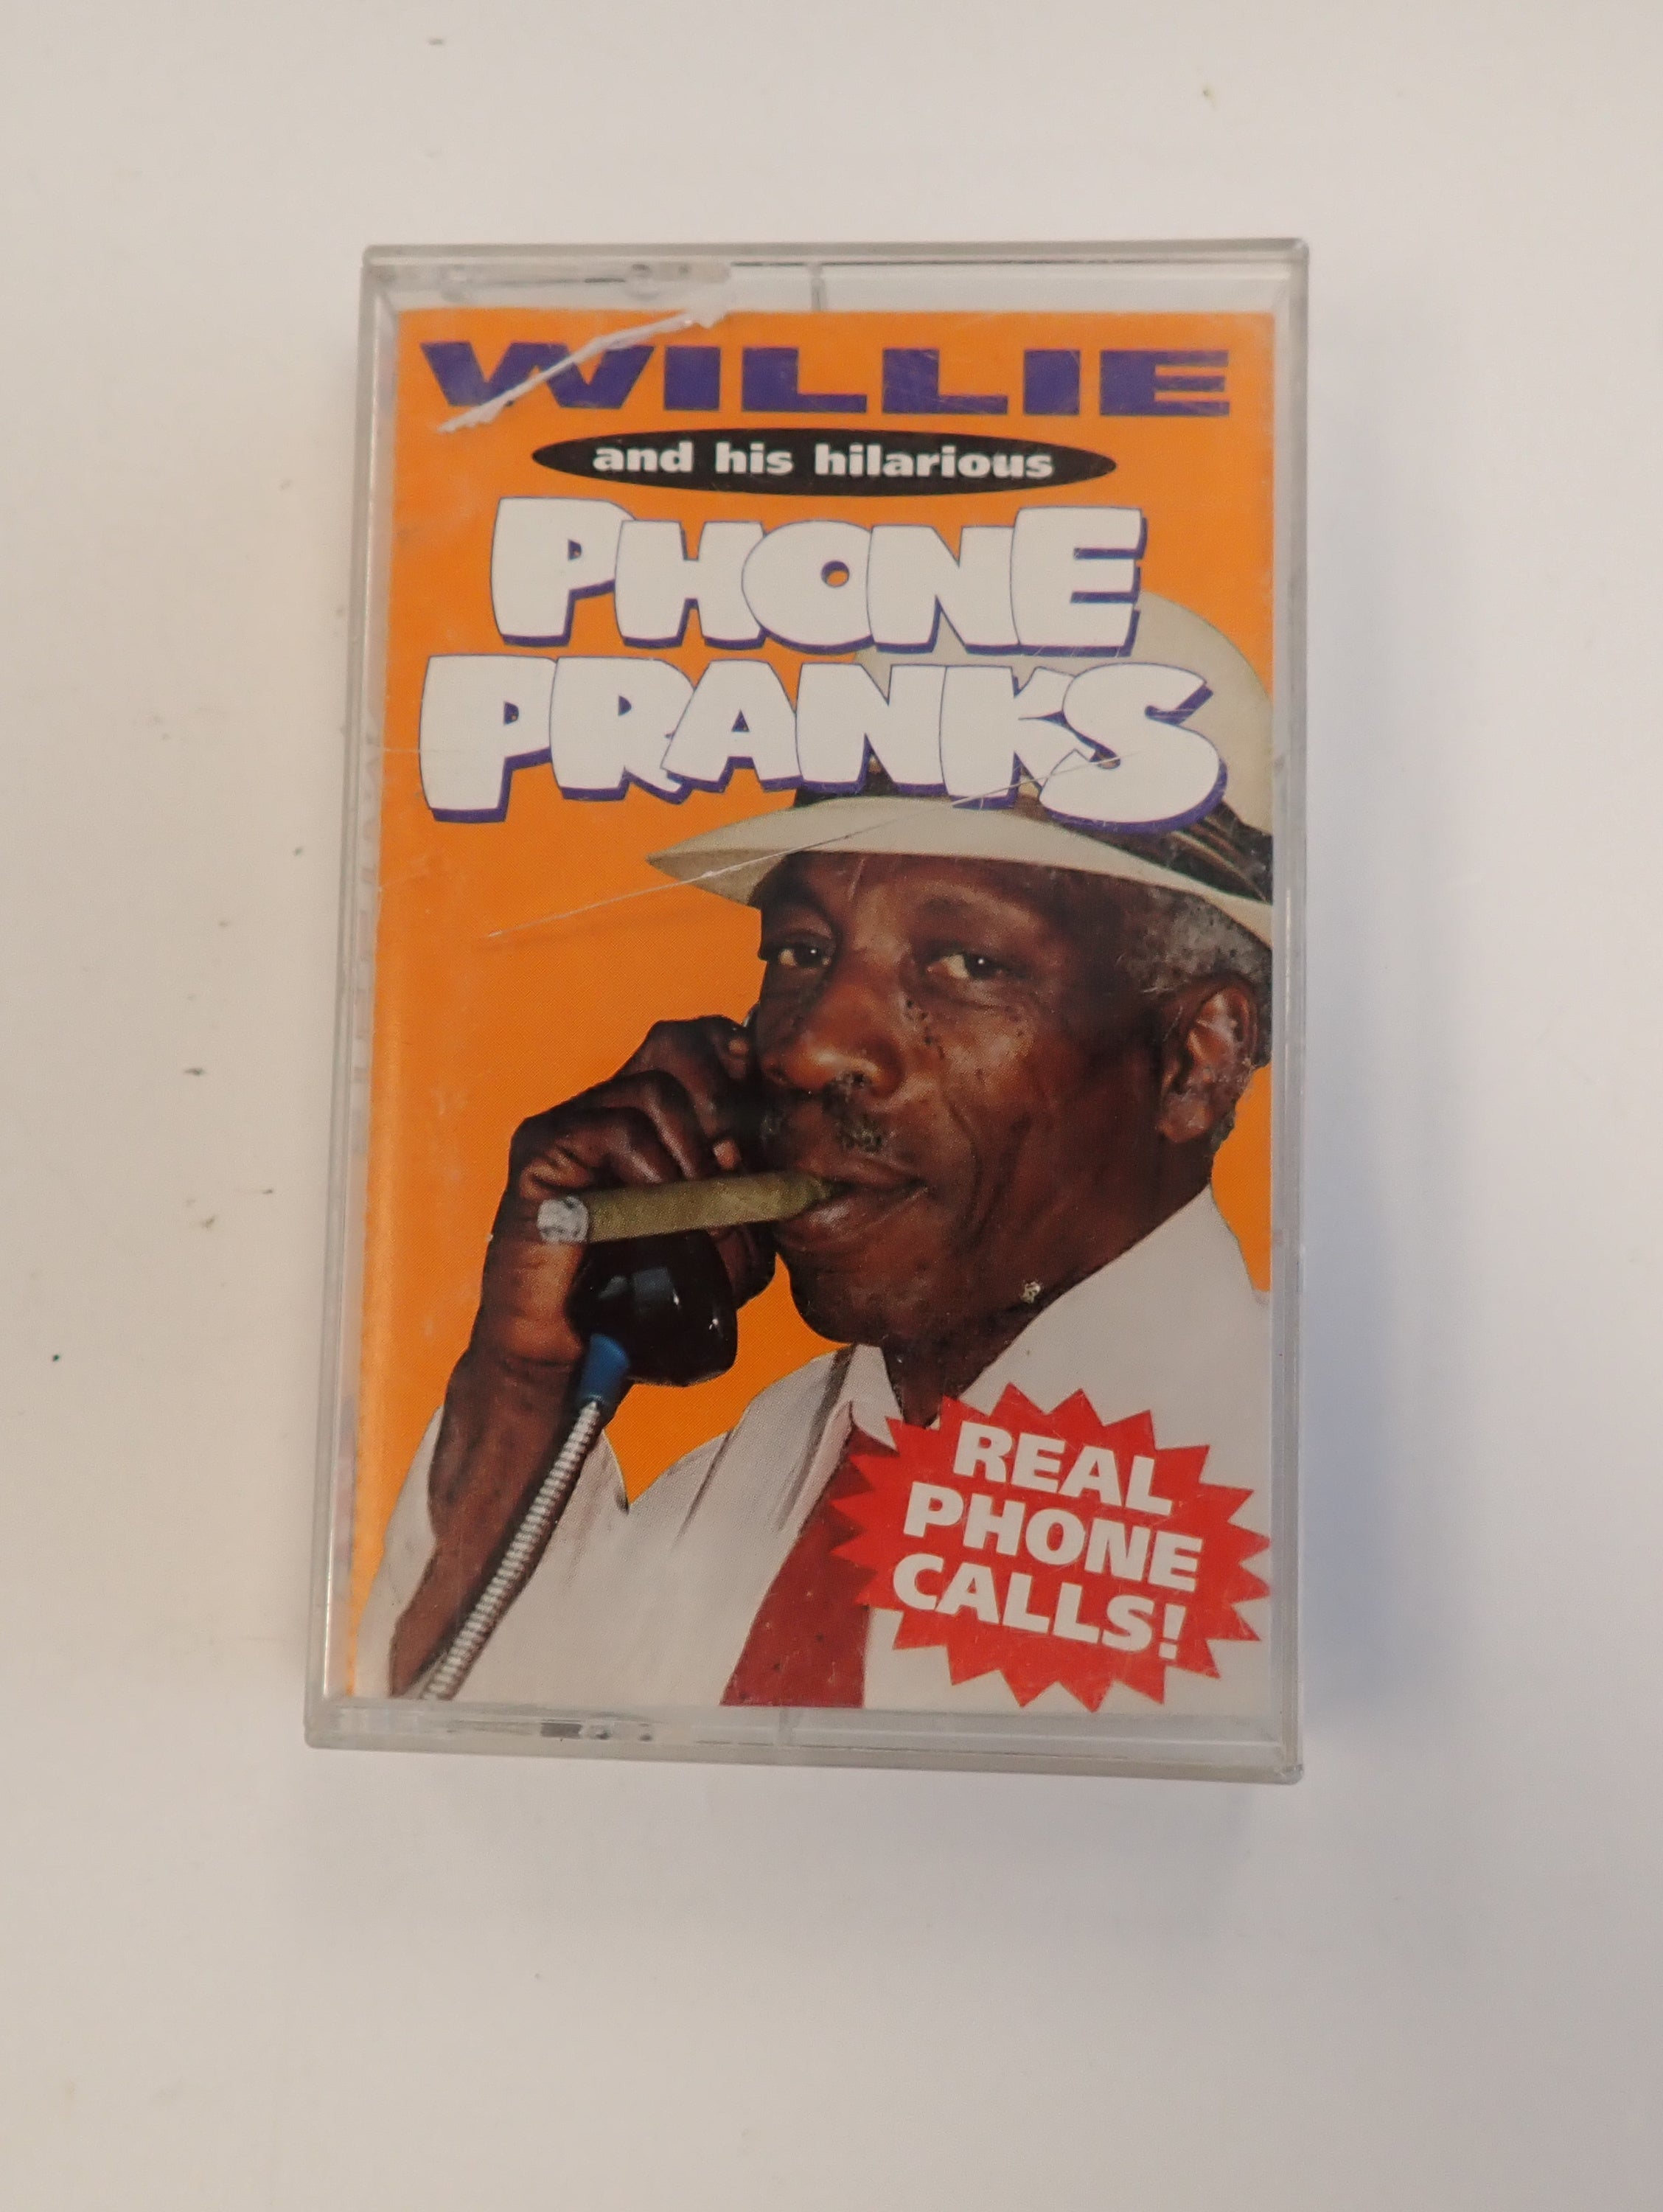 WILLIE
and his hilarious
PHONE
PRANKS
REAL
PHONE
CALLS!